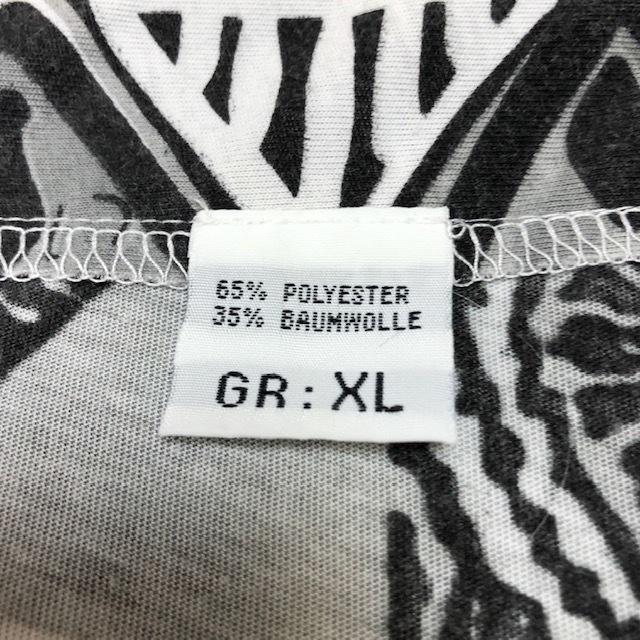 65% POLYESTER
35% BAUMWOLLE
GR: XL